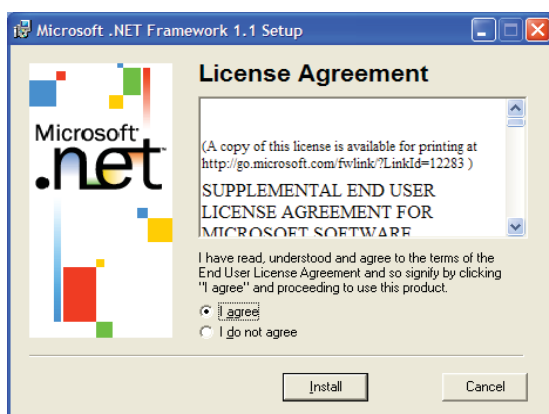 Microsoft .NET Framework 1.1 Setup
Microsoft
.net
License Agreement
(A copy of this license is available for printing at
http://go.microsoft.com/fwlink/?LinkId=12283 )
SUPPLEMENTAL END USER
LICENSE AGREEMENT FOR
MICROSOFT SOFTWARE
I have read, understood and agree to the terms of the
End User License Agreement and so signify by clicking
"I agree" and proceeding to use this product.
I agree
I do not agree
Install
Cancel